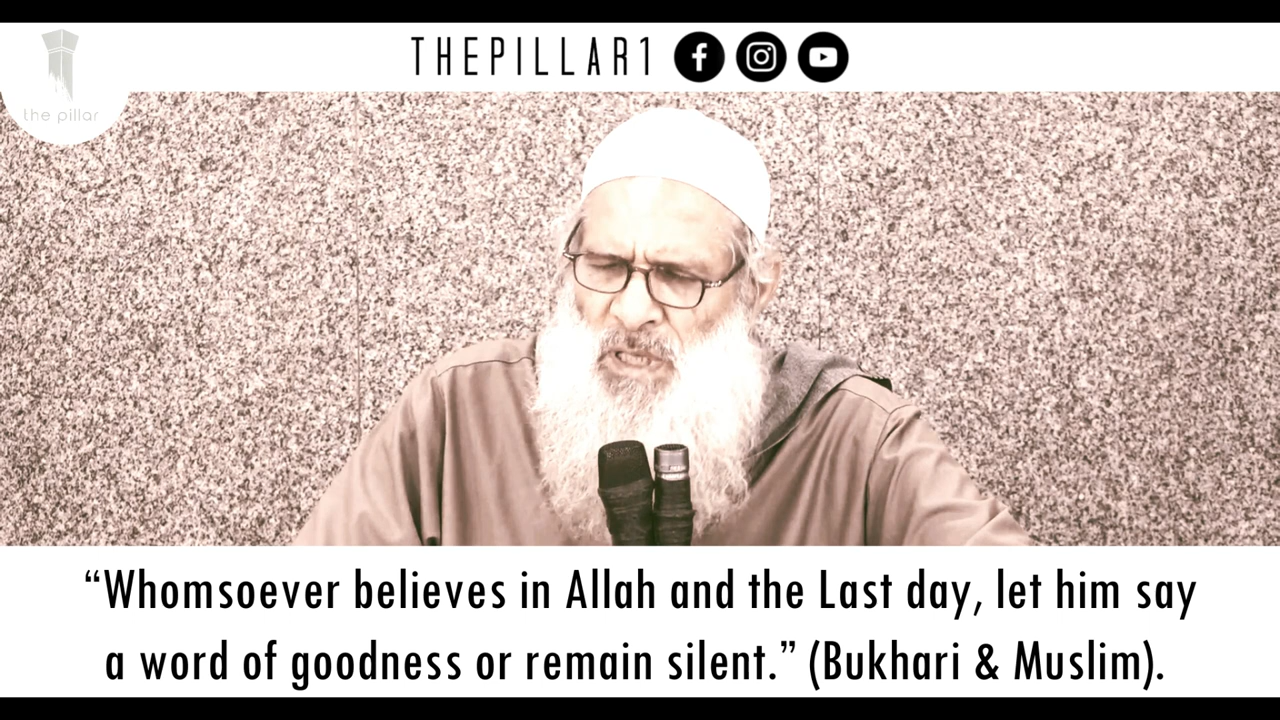 THEPILLAR1
the pillar
“Whomsoever believes in Allah and the Last day, let him say
a word of goodness or remain silent.” (Bukhari & Muslim).